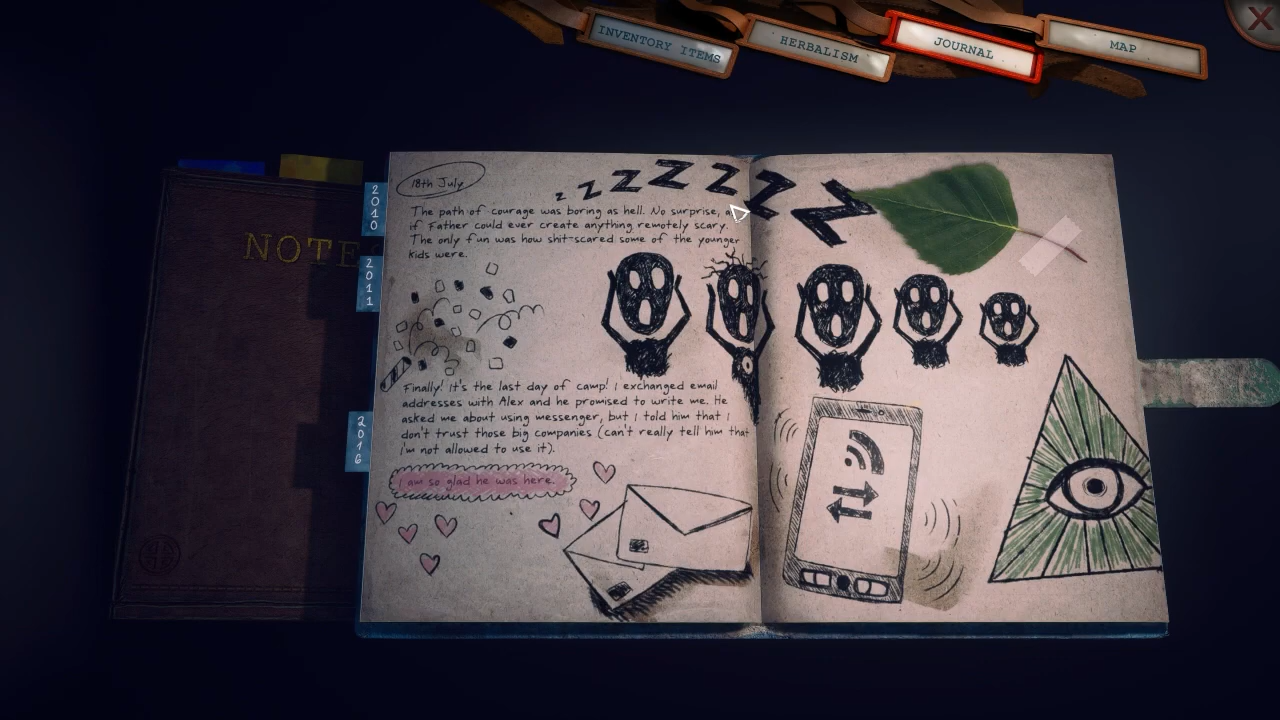 INVENTORY ITEMS
HERBALISM
JOURNAL
MAP
X
NOTE
2010
2011
2016
18th July
z z Z Z Z Z Z
The path of courage was boring as hell. No surprise, a
if Father could ever create anything remotely scary.
The only fun was how shit-scared some of the younger
kids were.
Finally! It's the last day of camp! I exchanged email
addresses with Alex and he promised to write me. He
asked me about using messenger, but I told him that I
don't trust those big companies (can't really tell him that
I'm not allowed to use it).
I am so glad he was here.